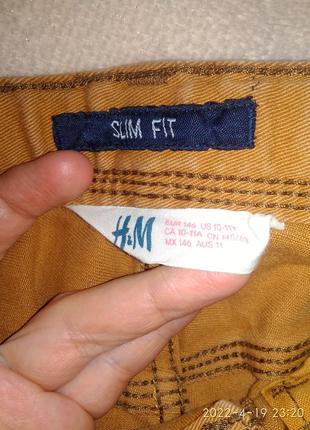 SLIM FIT
H&M
EUR 146 US 10-11Y
CA 10-11A CN
MX 146 AUS 11
2022-4-19 23:20